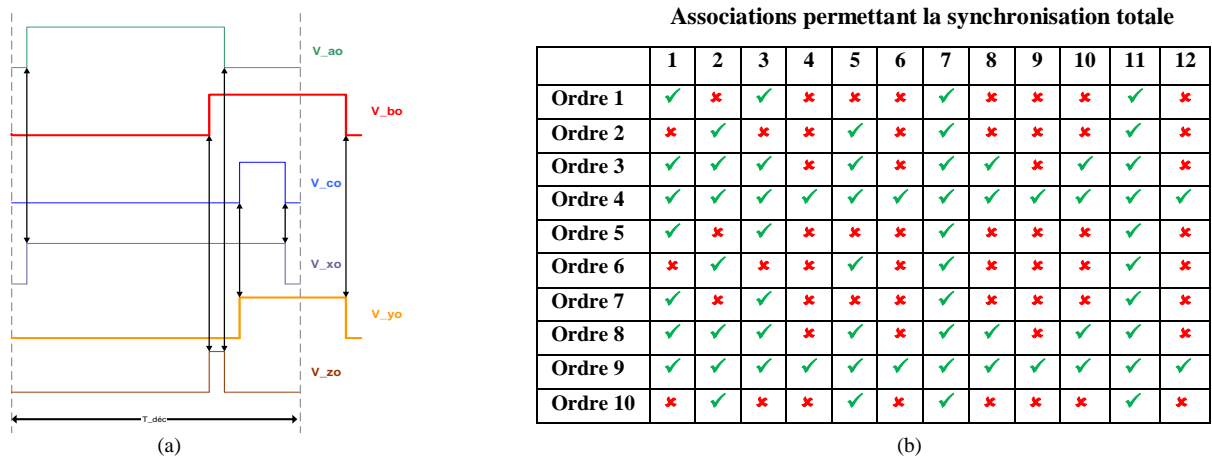 V_ao
V_bo
V_co
V_xo
V_yo
V_zo
T_déc
(a)
Associations permettant la synchronisation totale
1 2 3 4 5 6 7 8 9 10 11 12
Ordre 1 ✓ ✗ ✓ ✗ ✗ ✗ ✓ ✗ ✗ ✗ ✓ ✗
Ordre 2 ✗ ✓ ✗ ✗ ✓ ✗ ✓ ✗ ✗ ✗ ✓ ✗
Ordre 3 ✓ ✓ ✓ ✗ ✓ ✗ ✓ ✓ ✗ ✓ ✓ ✗
Ordre 4 ✓ ✓ ✓ ✓ ✓ ✓ ✓ ✓ ✓ ✓ ✓ ✓
Ordre 5 ✓ ✗ ✓ ✗ ✗ ✗ ✓ ✗ ✗ ✗ ✓ ✗
Ordre 6 ✗ ✓ ✗ ✗ ✓ ✗ ✓ ✗ ✗ ✗ ✓ ✗
Ordre 7 ✓ ✗ ✓ ✗ ✗ ✗ ✓ ✗ ✗ ✗ ✓ ✗
Ordre 8 ✓ ✓ ✓ ✗ ✓ ✗ ✓ ✓ ✗ ✓ ✓ ✗
Ordre 9 ✓ ✓ ✓ ✓ ✓ ✓ ✓ ✓ ✓ ✓ ✓ ✓
Ordre 10 ✗ ✓ ✗ ✗ ✓ ✗ ✓ ✗ ✗ ✗ ✓ ✗
(b)